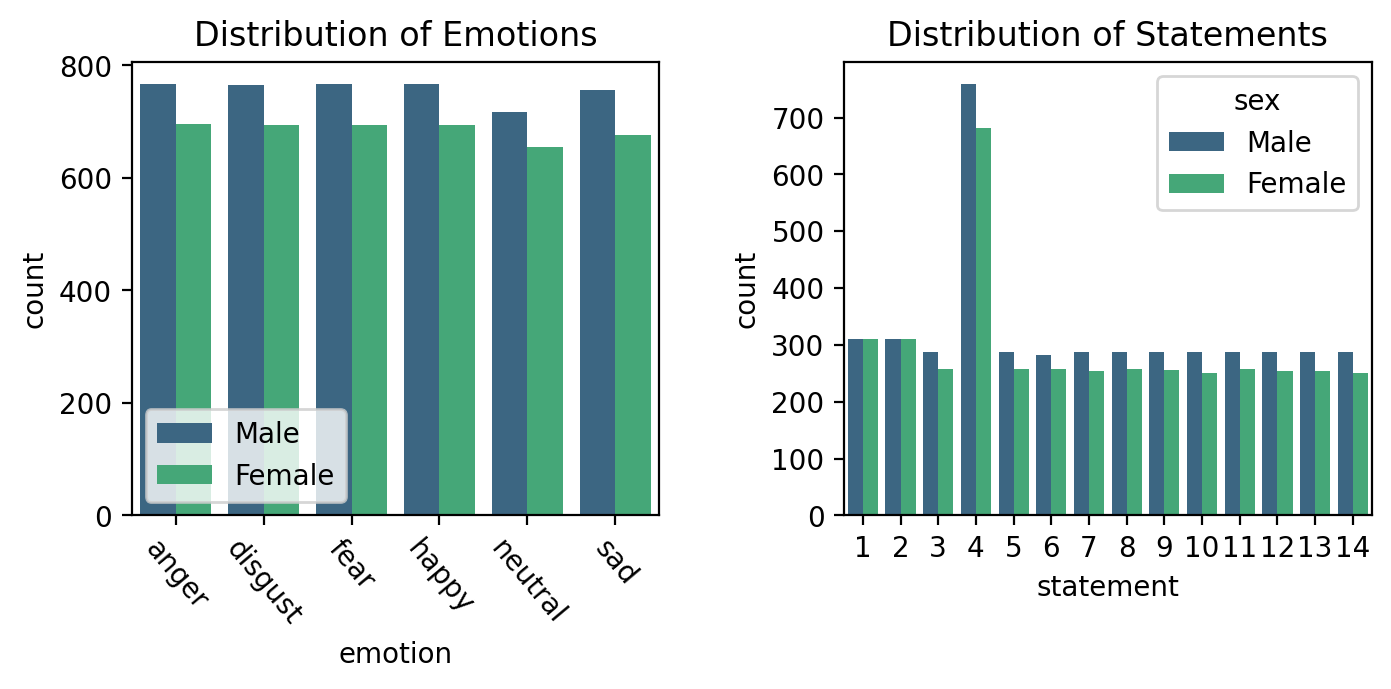 Distribution of Emotions
800
600
400
200
0
count
Male
Female
anger
disgust
fear
happy
neutral
sad
emotion
Distribution of Statements
700
600
500
400
300
200
100
0
count
sex
Male
Female
1 2 3 4 5 6 7 8 9 10 11 12 13 14
statement